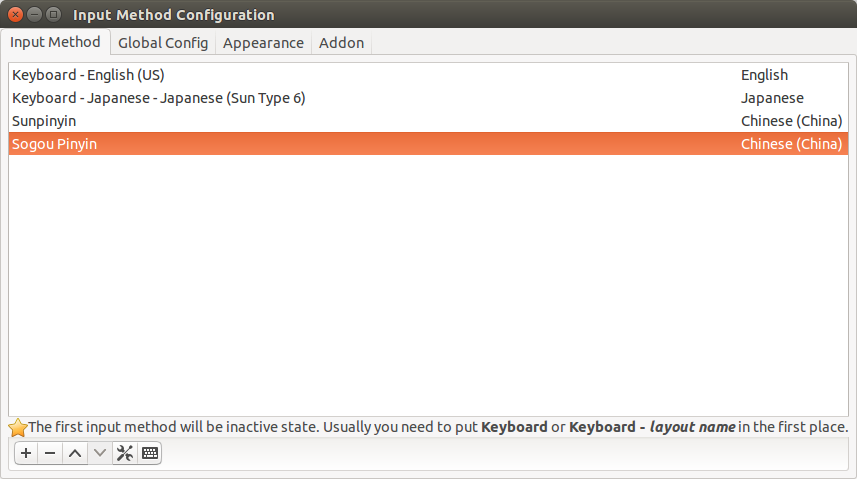 Input Method Configuration
Input Method Global Config Appearance Addon
Keyboard - English (US) English
Keyboard - Japanese - Japanese (Sun Type 6) Japanese
Sunpinyin Chinese (China)
Sogou Pinyin Chinese (China)
The first input method will be inactive state. Usually you need to put Keyboard or Keyboard - layout name in the first place.